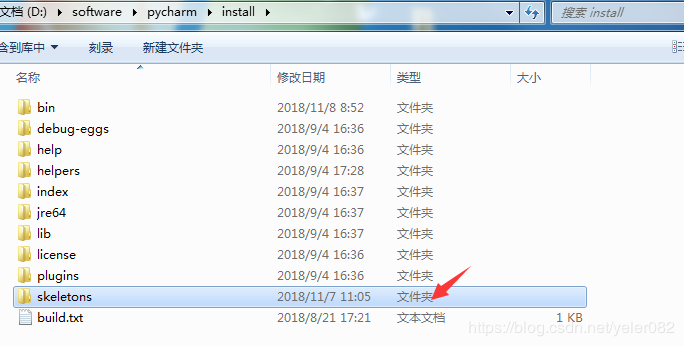 文档 (D:) ▸ software ▸ pycharm ▸ install ▸ 搜索 install
含到库中 刻录 新建文件夹
名称 修改日期 类型 大小
bin 2018/11/8 8:52 文件夹
debug-eggs 2018/9/4 16:36 文件夹
help 2018/9/4 16:36 文件夹
helpers 2018/9/4 17:28 文件夹
index 2018/9/4 16:37 文件夹
jre64 2018/9/4 16:37 文件夹
lib 2018/9/4 16:37 文件夹
license 2018/9/4 16:36 文件夹
plugins 2018/9/4 16:36 文件夹
skeletons 2018/11/7 11:05 文件夹
build.txt 2018/8/21 17:21 文本文档 1 KB
https://blog.csdn.net/yeler082